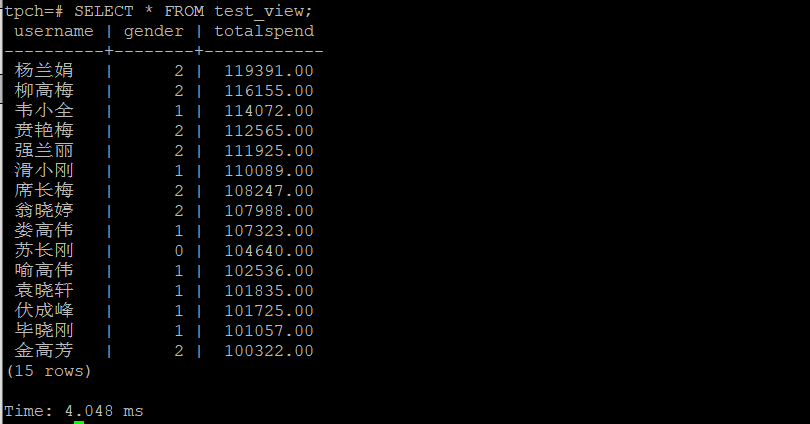 tpch=# SELECT * FROM test_view;
 username | gender | totalspend
----------+--------+------------
 杨兰娟   |      2 |  119391.00
 柳高梅   |      2 |  116155.00
 韦小全   |      1 |  114072.00
 贲艳梅   |      2 |  112565.00
 强兰丽   |      2 |  111925.00
 滑小刚   |      1 |  110089.00
 席长梅   |      2 |  108247.00
 翁晓婷   |      2 |  107988.00
 娄高伟   |      1 |  107323.00
 苏长刚   |      0 |  104640.00
 喻高伟   |      1 |  102536.00
 袁晓轩   |      1 |  101835.00
 伏成峰   |      1 |  101725.00
 毕晓刚   |      1 |  101057.00
 金高芳   |      2 |  100322.00
(15 rows)
Time: 4.048 ms